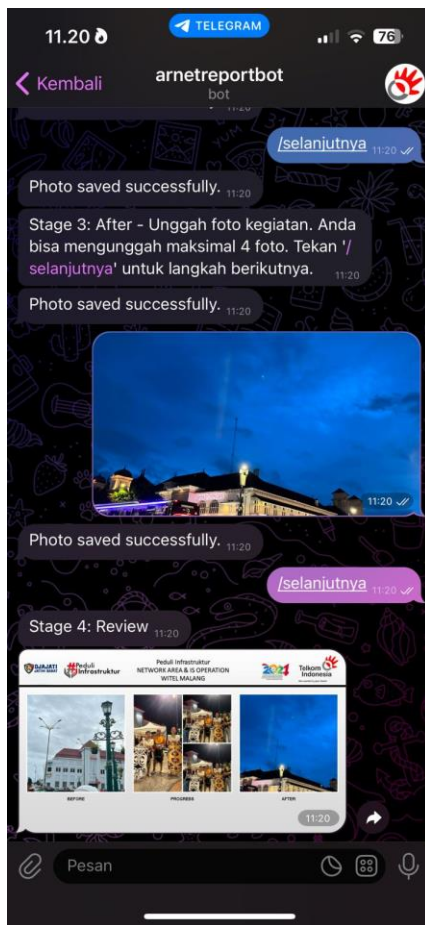 11.20
TELEGRAM
76
Kembali
arnetreportbot
bot
11:20
/selanjutnya 11:20
Photo saved successfully. 11:20
Stage 3: After - Unggah foto kegiatan. Anda
bisa mengunggah maksimal 4 foto. Tekan '/
selanjutnya' untuk langkah berikutnya. 11:20
Photo saved successfully. 11:20
11:20
Photo saved successfully. 11:20
/selanjutnya 11:20
Stage 4: Review 11:20
#Peduli
Infrastruktur
Peduli Infrastruktur
NETWORK AREA & IS OPERATION
WITEL MALANG
Telkom
Indonesia
BEFORE
PROGRESS
AFTER
11:20
Pesan